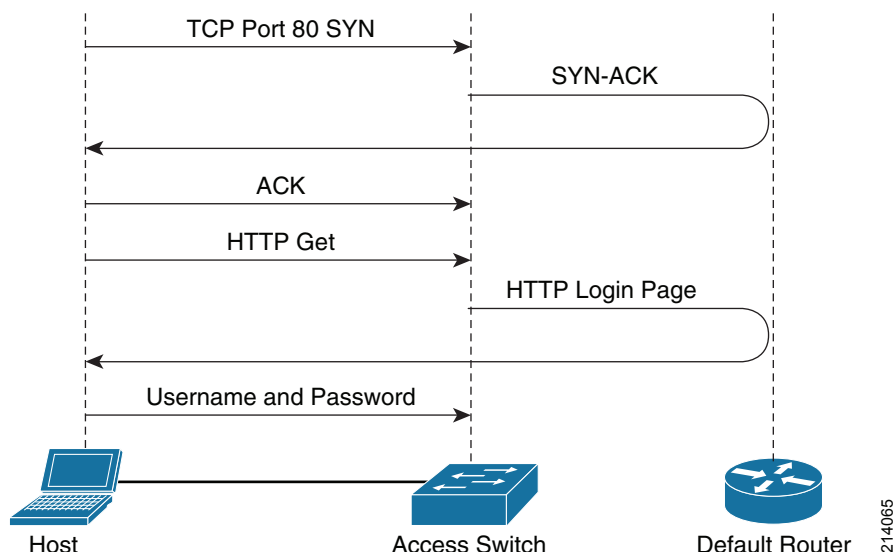 TCP Port 80 SYN
SYN-ACK
ACK
HTTP Get
HTTP Login Page
Username and Password
Host
Access Switch
Default Router
214065